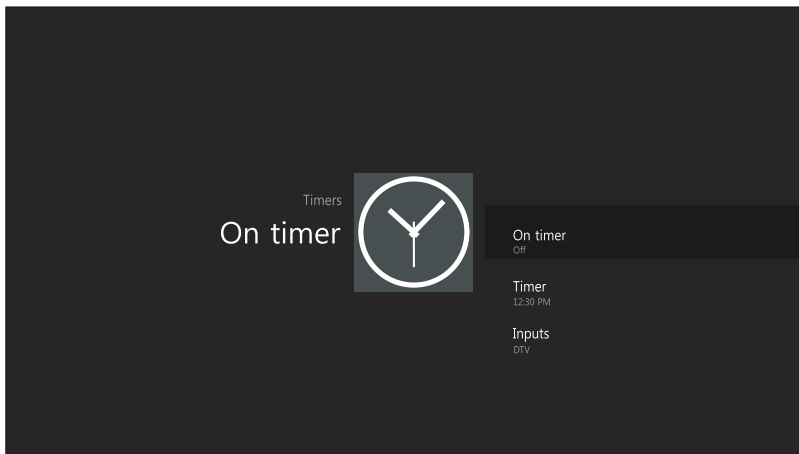 Timers
On timer
On timer
Off
Timer
12:30 PM
Inputs
DTV